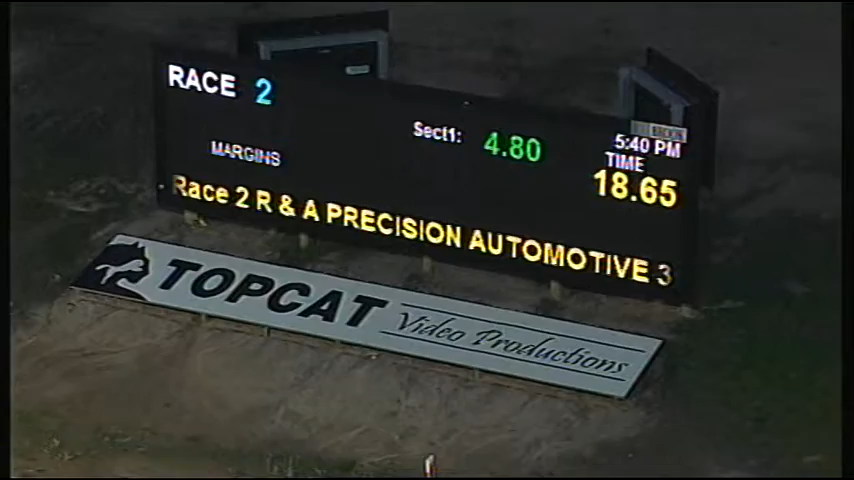 RACE 2
Sect1: 4.80
5:40 PM
MARGINS
TIME
18.65
Race 2 R & A PRECISION AUTOMOTIVE 3
TOPCAT Video Productions